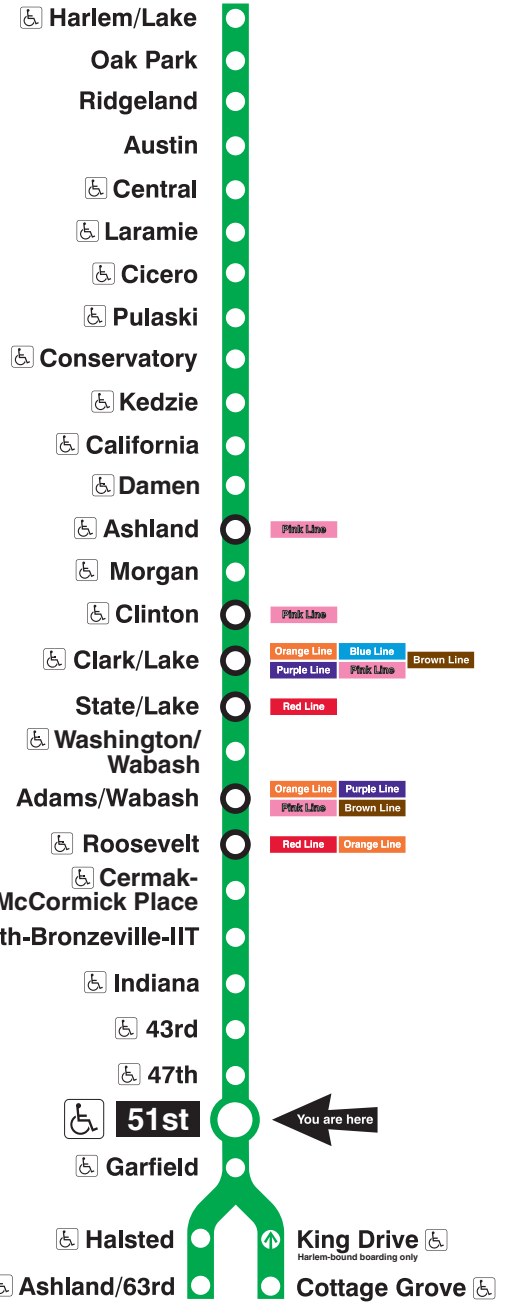 Harlem/Lake
Oak Park
Ridgeland
Austin
Central
Laramie
Cicero
Pulaski
Conservatory
Kedzie
California
Damen
Ashland
Pink Line
Morgan
Clinton
Pink Line
Clark/Lake
Orange Line Blue Line
Brown Line
Purple Line Pink Line
State/Lake
Red Line
Washington/
Wabash
Adams/Wabash
Orange Line Purple Line
Pink Line Brown Line
Roosevelt
Red Line Orange Line
Cermak-
McCormick Place
th-Bronzeville-IIT
Indiana
43rd
47th
51st
You are here
Garfield
Halsted
King Drive
Harlem-bound boarding only
Ashland/63rd
Cottage Grove